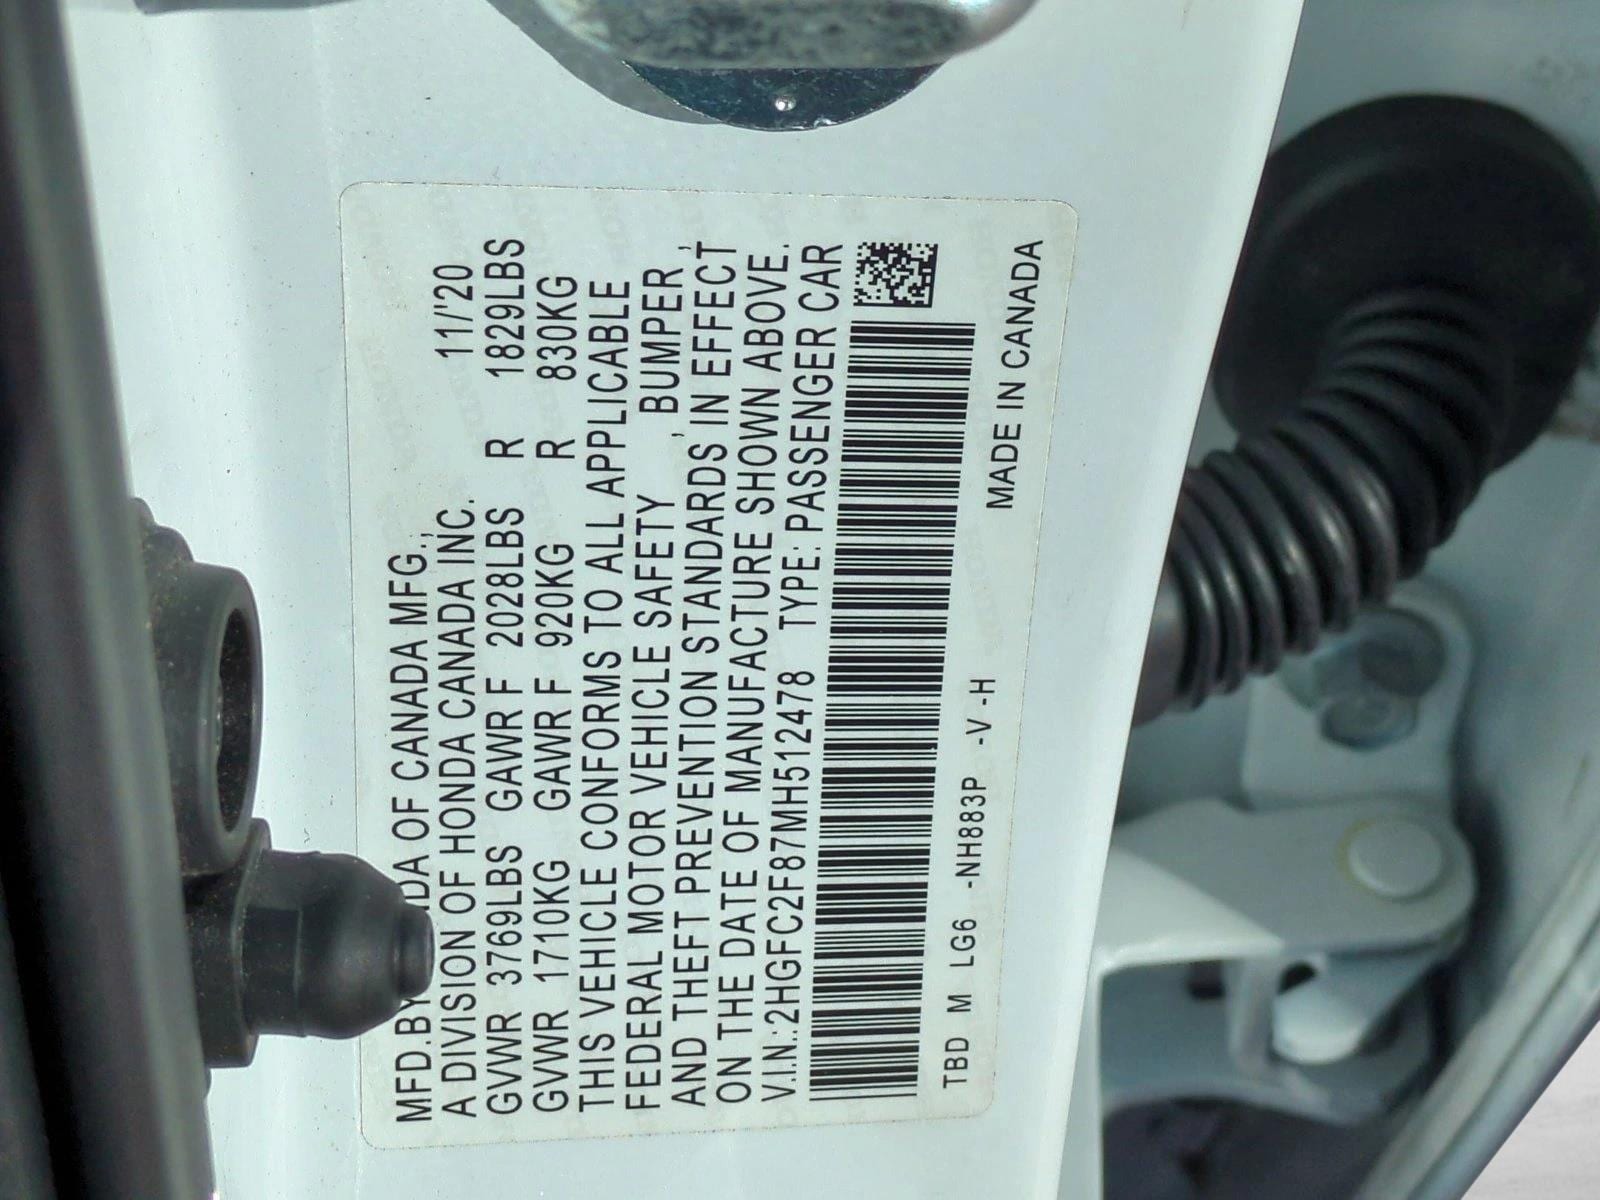 MFD.BY HONDA OF CANADA MFG., 11/'20
A DIVISION OF HONDA CANADA INC.
GVWR 3769LBS GAWR F 2028LBS R 1829LBS
GVWR 1710KG GAWR F 920KG R 830KG
THIS VEHICLE CONFORMS TO ALL APPLICABLE
FEDERAL MOTOR VEHICLE SAFETY , BUMPER ,
AND THEFT PREVENTION STANDARDS IN EFFECT
ON THE DATE OF MANUFACTURE SHOWN ABOVE.
V.I.N.:2HGFC2F87MH512478 TYPE: PASSENGER CAR
TBD M LG6 -NH883P -V -H MADE IN CANADA